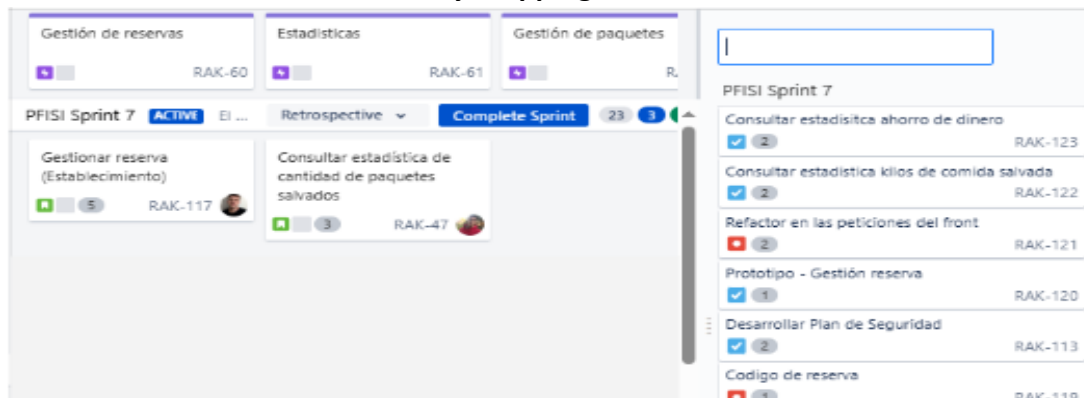 Gestión de reservas
RAK-60
Estadisticas
RAK-61
Gestión de paquetes
PFISI Sprint 7 ACTIVE El ...
Retrospective
Complete Sprint
23 3
Gestionar reserva
(Establecimiento)
5 RAK-117
Consultar estadística de
cantidad de paquetes
salvados
3 RAK-47
PFISI Sprint 7
Consultar estadisitca ahorro de dinero
2 RAK-123
Consultar estadistica kilos de comida salvada
2 RAK-122
Refactor en las peticiones del front
2 RAK-121
Prototipo - Gestión reserva
1 RAK-120
Desarrollar Plan de Seguridad
2 RAK-113
Codigo de reserva
1 RAK-119